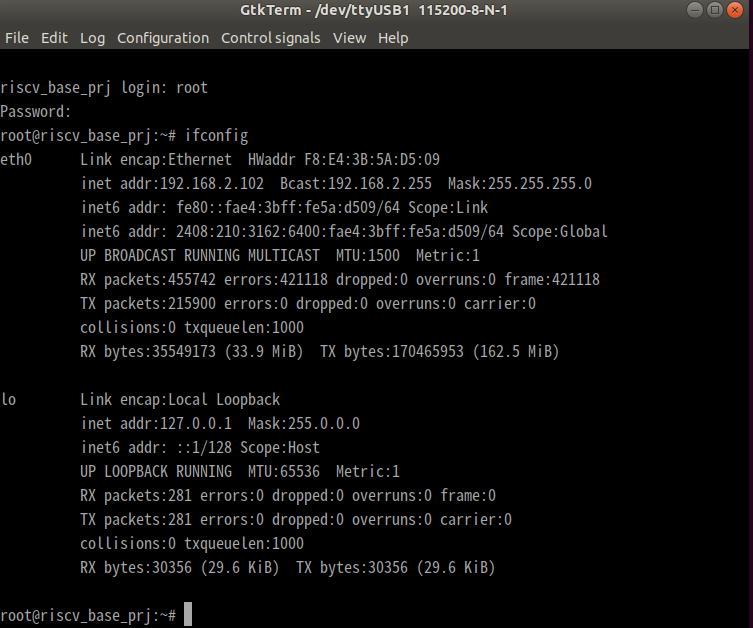 GtkTerm - /dev/ttyUSB1  115200-8-N-1
File Edit Log Configuration Control signals View Help
riscv_base_prj login: root
Password:
root@riscv_base_prj:~# ifconfig
eth0      Link encap:Ethernet  HWaddr F8:E4:3B:5A:D5:09
          inet addr:192.168.2.102  Bcast:192.168.2.255  Mask:255.255.255.0
          inet6 addr: fe80::fae4:3bff:fe5a:d509/64 Scope:Link
          inet6 addr: 2408:210:3162:6400:fae4:3bff:fe5a:d509/64 Scope:Global
          UP BROADCAST RUNNING MULTICAST  MTU:1500  Metric:1
          RX packets:455742 errors:421118 dropped:0 overruns:0 frame:421118
          TX packets:215900 errors:0 dropped:0 overruns:0 carrier:0
          collisions:0 txqueuelen:1000
          RX bytes:35549173 (33.9 MiB)  TX bytes:170465953 (162.5 MiB)
lo        Link encap:Local Loopback
          inet addr:127.0.0.1  Mask:255.0.0.0
          inet6 addr: ::1/128 Scope:Host
          UP LOOPBACK RUNNING  MTU:65536  Metric:1
          RX packets:281 errors:0 dropped:0 overruns:0 frame:0
          TX packets:281 errors:0 dropped:0 overruns:0 carrier:0
          collisions:0 txqueuelen:1000
          RX bytes:30356 (29.6 KiB)  TX bytes:30356 (29.6 KiB)
root@riscv_base_prj:~#